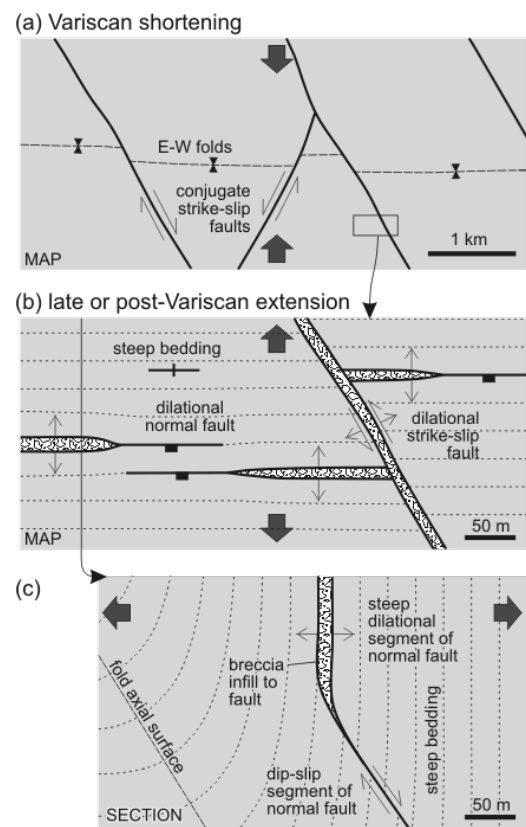 (a) Variscan shortening
E-W folds
conjugate
strike-slip
faults
MAP
1 km
(b) late or post-Variscan extension
steep bedding
dilational
normal fault
dilational
strike-slip
fault
MAP
50 m
(c)
steep
dilational
segment of
normal fault
breccia
infill to
fault
fold axial surface
steep bedding
dip-slip
segment of
normal fault
SECTION
50 m